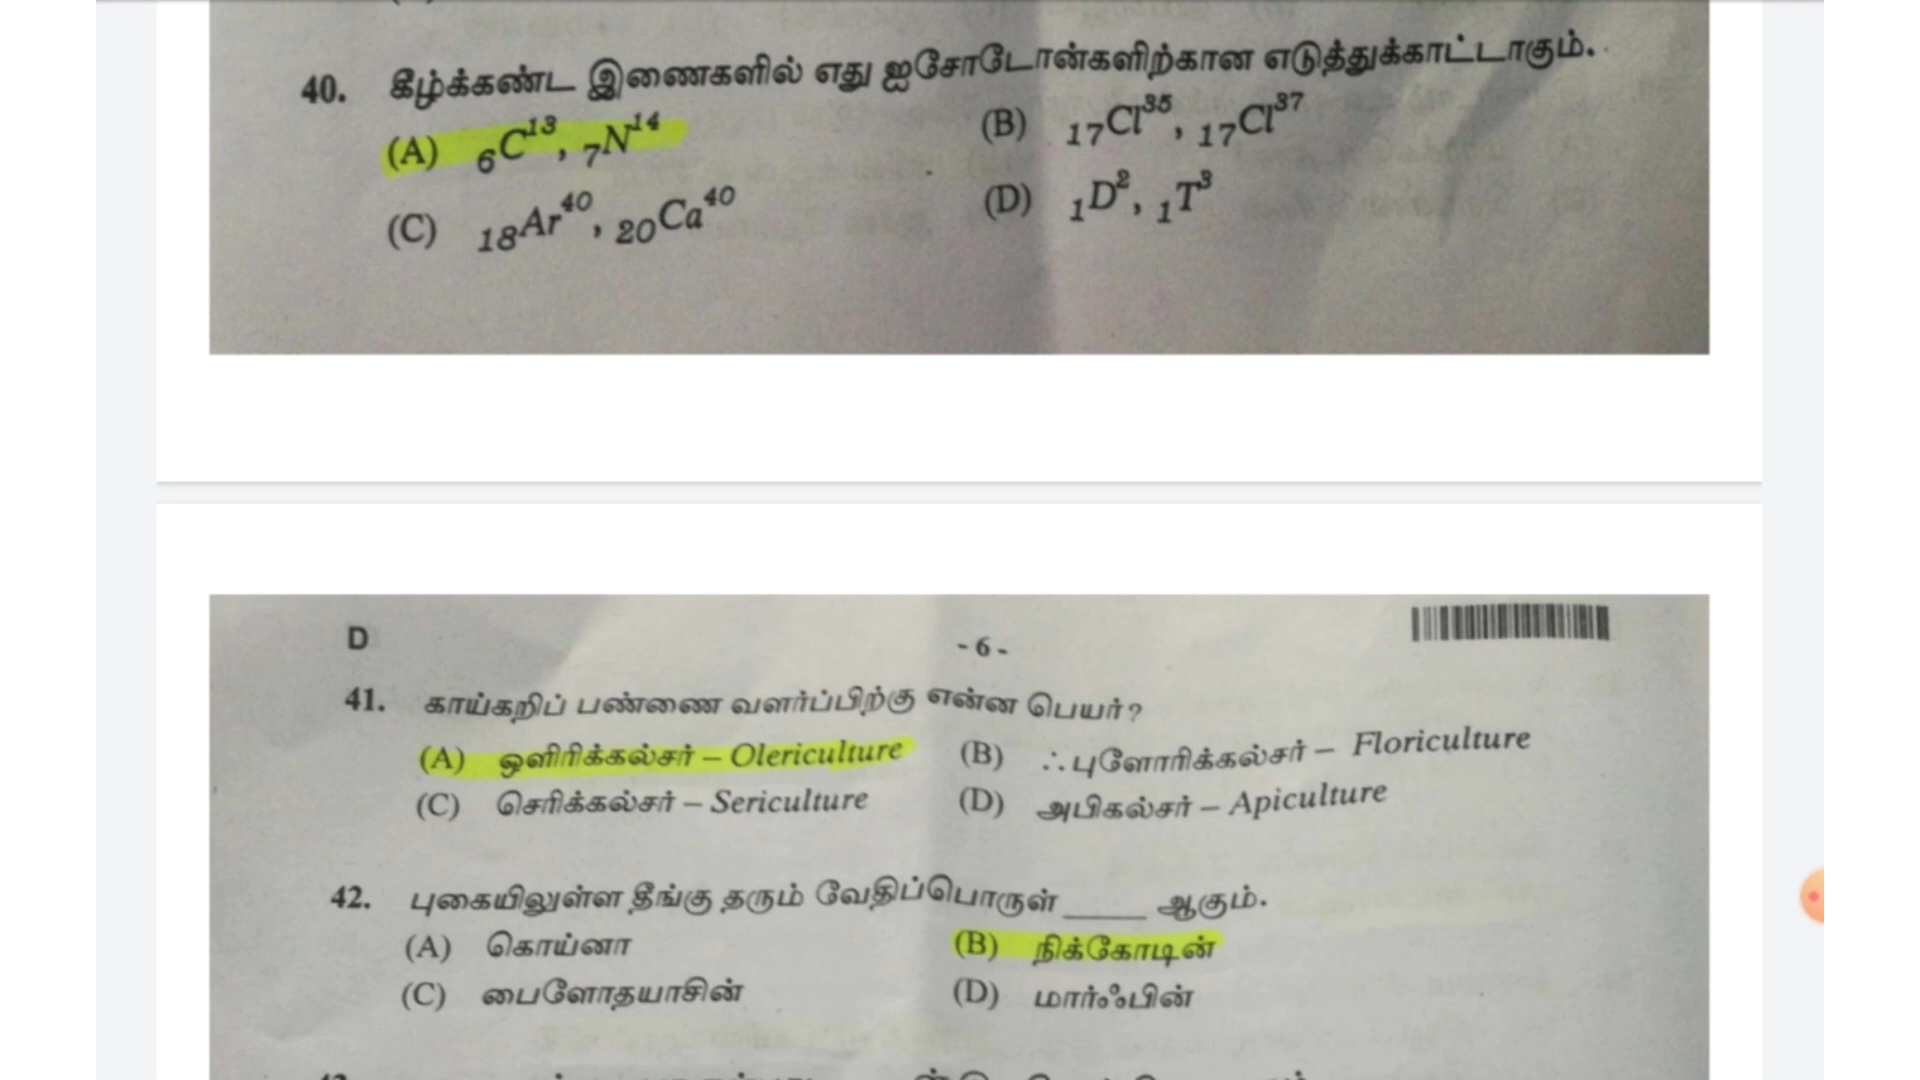 40. கீழ்க்கண்ட இணைகளில் எது ஐசோடோன்களிற்கான எடுத்துக்காட்டாகும்.
(A) ₆C¹³, ₇N¹⁴ (B) ₁₇Cl³⁵, ₁₇Cl³⁷
(C) ₁₈Ar⁴⁰, ₂₀Ca⁴⁰ (D) ₁D², ₁T³
D - 6 -
41. காய்கறிப் பண்ணை வளர்ப்பிற்கு என்ன பெயர்?
(A) ஒளிரிக்கல்சர் – Olericulture (B) ஃபுளோரிக்கல்சர் – Floriculture
(C) செரிக்கல்சர் – Sericulture (D) அபிகல்சர் – Apiculture
42. புகையிலுள்ள தீங்கு தரும் வேதிப்பொருள் _____ ஆகும்.
(A) கொய்னா (B) நிக்கோடின்
(C) பைளோதயாசின் (D) மார்ஃபின்